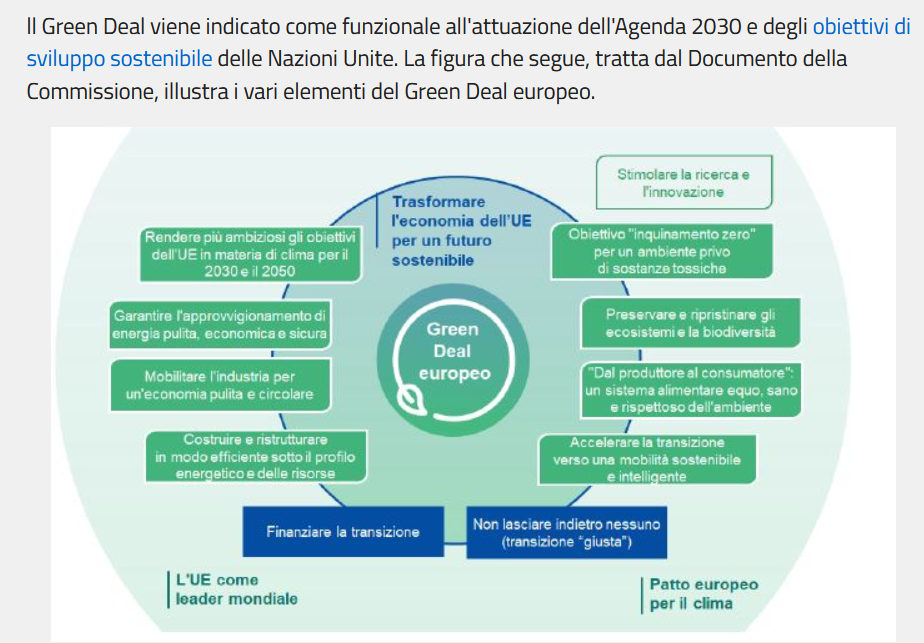 Il Green Deal viene indicato come funzionale all'attuazione dell'Agenda 2030 e degli obiettivi di
sviluppo sostenibile delle Nazioni Unite. La figura che segue, tratta dal Documento della
Commissione, illustra i vari elementi del Green Deal europeo.
Trasformare
l'economia dell'UE
per un futuro
sostenibile
Stimolare la ricerca e
l'innovazione
Rendere più ambiziosi gli obiettivi
dell'UE in materia di clima per il
2030 e il 2050
Obiettivo "inquinamento zero"
per un ambiente privo
di sostanze tossiche
Garantire l'approvvigionamento di
energia pulita, economica e sicura
Preservare e ripristinare gli
ecosistemi e la biodiversità
Green
Deal
europeo
Mobilitare l'industria per
un'economia pulita e circolare
"Dal produttore al consumatore":
un sistema alimentare equo, sano
e rispettoso dell'ambiente
Costruire e ristrutturare
in modo efficiente sotto il profilo
energetico e delle risorse
Accelerare la transizione
verso una mobilità sostenibile
e intelligente
Finanziare la transizione
Non lasciare indietro nessuno
(transizione "giusta")
L'UE come
leader mondiale
Patto europeo
per il clima